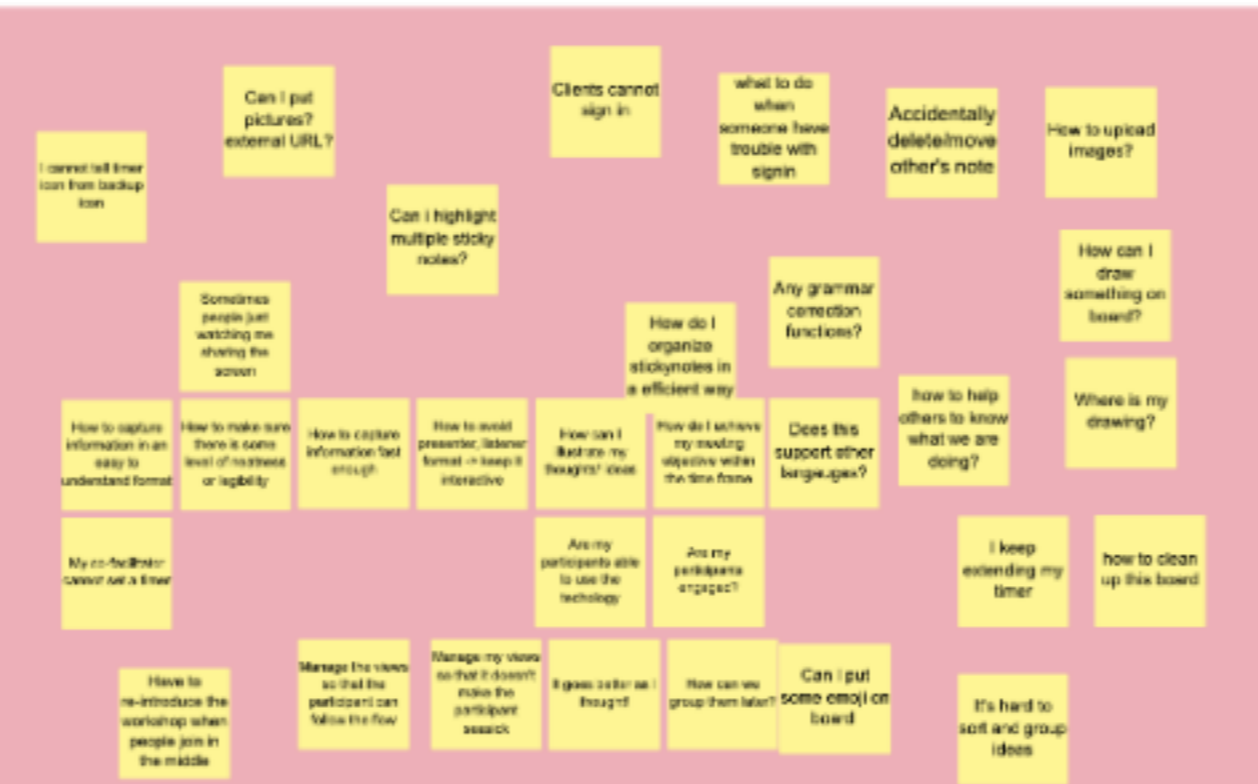 Clients cannot
sign in
Can I put
pictures?
external URL?
what to do
when
someone have
trouble with
signin
Accidentally
delete/move
other's note
How to upload
images?
I cannot tell timer
icon from backup
icon
Can I highlight
multiple sticky
notes?
How can I
draw
something on
board?
Any grammar
correction
functions?
Sometimes
people just
watching me
sharing the
screen
How do I
organize
stickynotes in
a efficient way
Where is my
drawing?
how to help
others to know
what we are
doing?
How to capture
information in an
easy to
understand format
How to make sure
there is some
level of neatness
or legibility
How to capture
information fast
enough
How to avoid
presenter, listener
format -> keep it
interactive
How can I
illustrate my
thoughts/ ideas
How do I achieve
my meeting
objective within
the time frame
Does this
support other
My co-facilitator
cannot set a timer
Are my
participants able
to use the
techology
Are my
participants
engaged?
I keep
extending my
timer
how to clean
up this board
Have to
re-introduce the
workshop when
people join in
the middle
Manage the views
so that the
participant can
follow the flow
Manage my views
so that it doesn't
make the
participant
It goes better as I
thought!
How can we
group them later?
Can I put
some emoji on
board
It's hard to
sort and group
ideas